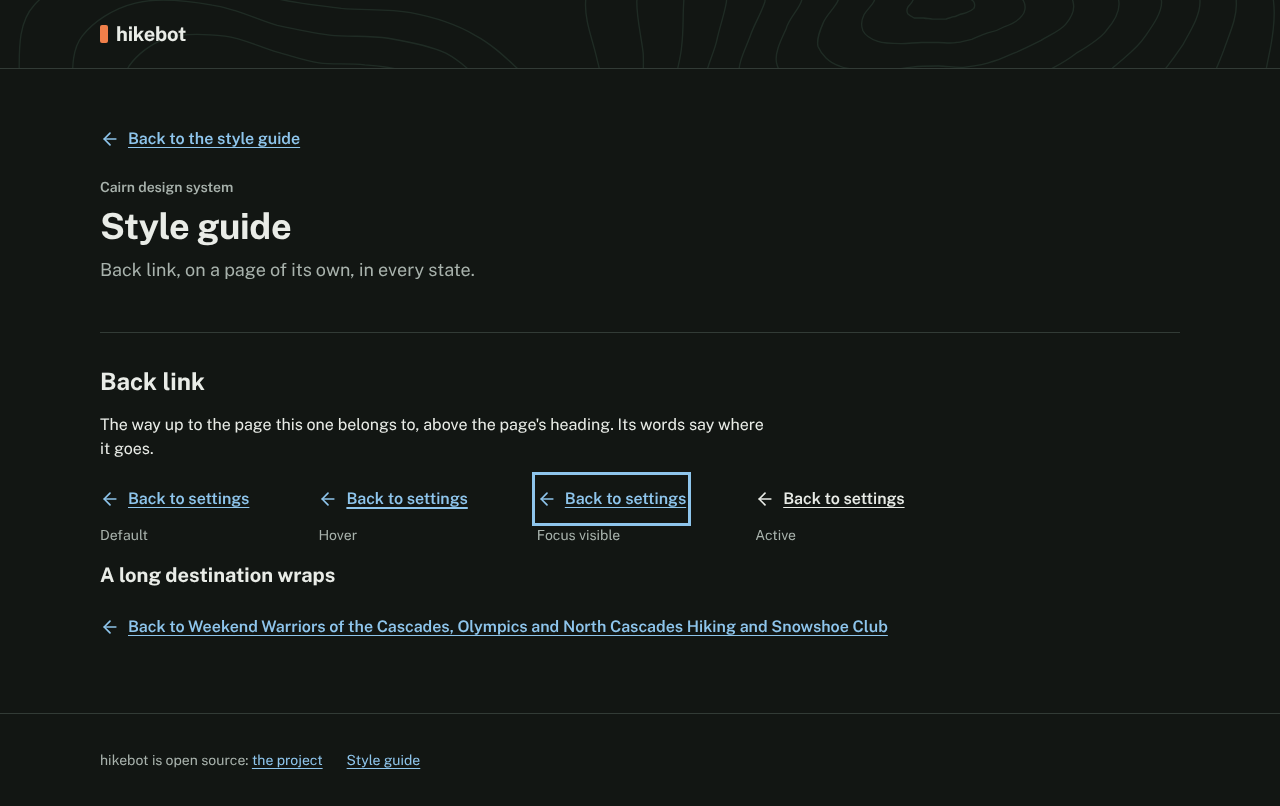 hikebot
Back to the style guide
Cairn design system
Style guide
Back link, on a page of its own, in every state.
Back link
The way up to the page this one belongs to, above the page's heading. Its words say where
it goes.
Back to settings
Back to settings
Back to settings
Back to settings
Default
Hover
Focus visible
Active
A long destination wraps
Back to Weekend Warriors of the Cascades, Olympics and North Cascades Hiking and Snowshoe Club
hikebot is open source: the project
Style guide